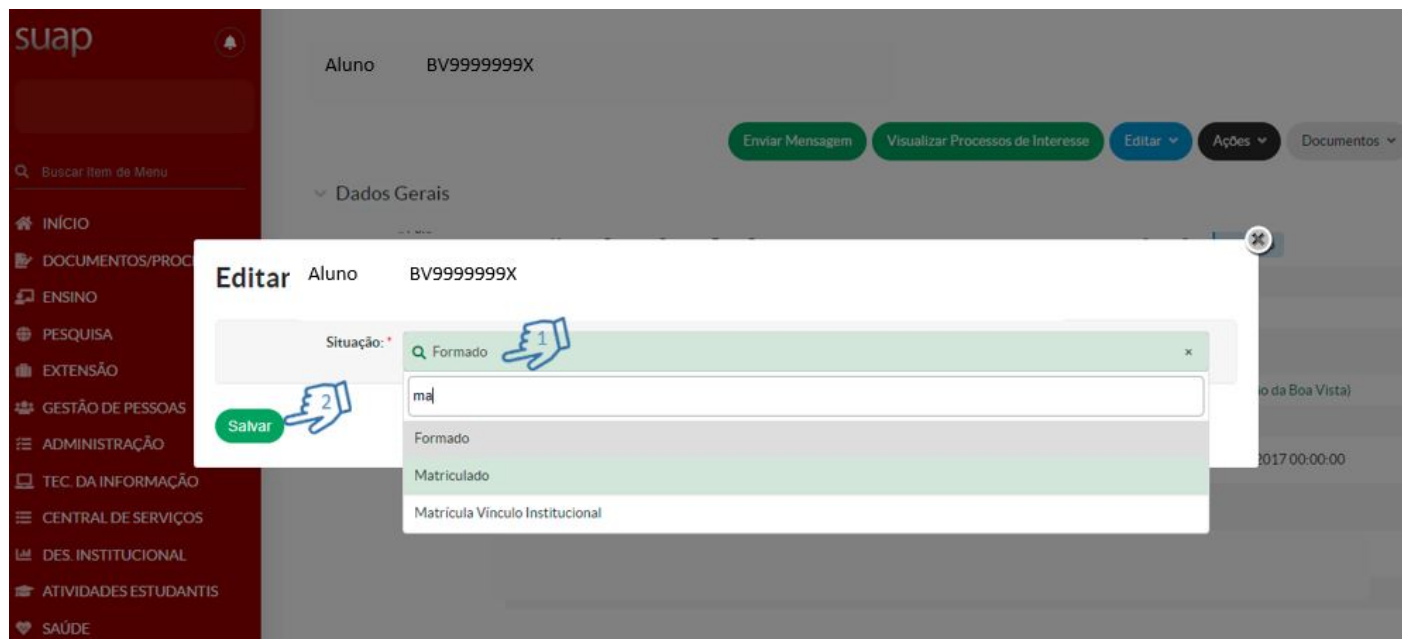 suap
Aluno BV9999999X
Enviar Mensagem Visualizar Processos de Interesse Editar Ações Documentos
Buscar Item de Menu
Dados Gerais
INÍCIO
DOCUMENTOS/PROC
ENSINO
PESQUISA
EXTENSÃO
GESTÃO DE PESSOAS
ADMINISTRAÇÃO
TEC. DA INFORMAÇÃO
CENTRAL DE SERVIÇOS
DES. INSTITUCIONAL
ATIVIDADES ESTUDANTIS
SAÚDE
Editar Aluno BV9999999X
Situação: * Formado 1 ×
ma
Salvar 2
Formado
Matriculado
Matrícula Vínculo Institucional
da Boa Vista)
2017 00:00:00